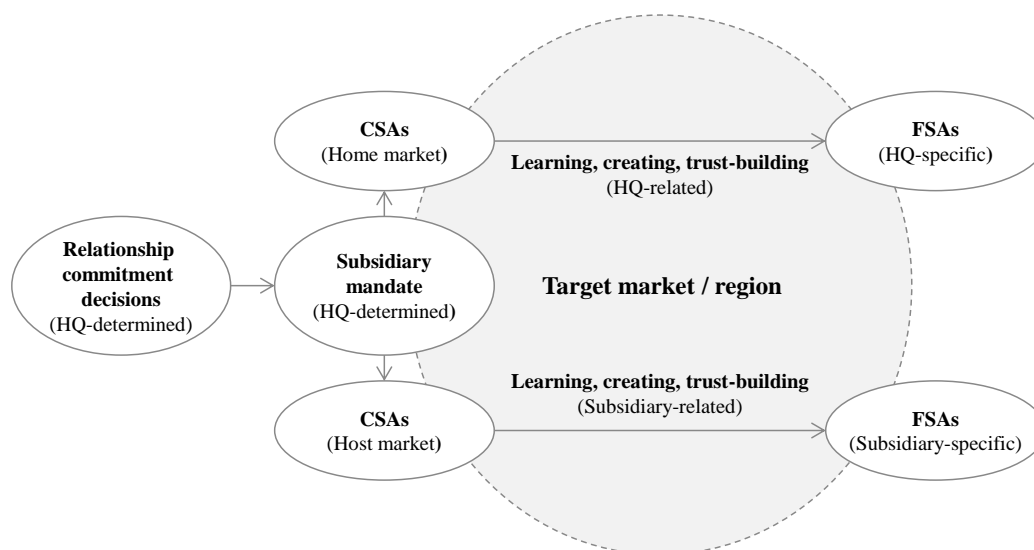 CSAs
(Home market)
FSAs
(HQ-specific)
Learning, creating, trust-building
(HQ-related)
Relationship
commitment
decisions
(HQ-determined)
Subsidiary
mandate
(HQ-determined)
Target market / region
Learning, creating, trust-building
(Subsidiary-related)
CSAs
(Host market)
FSAs
(Subsidiary-specific)